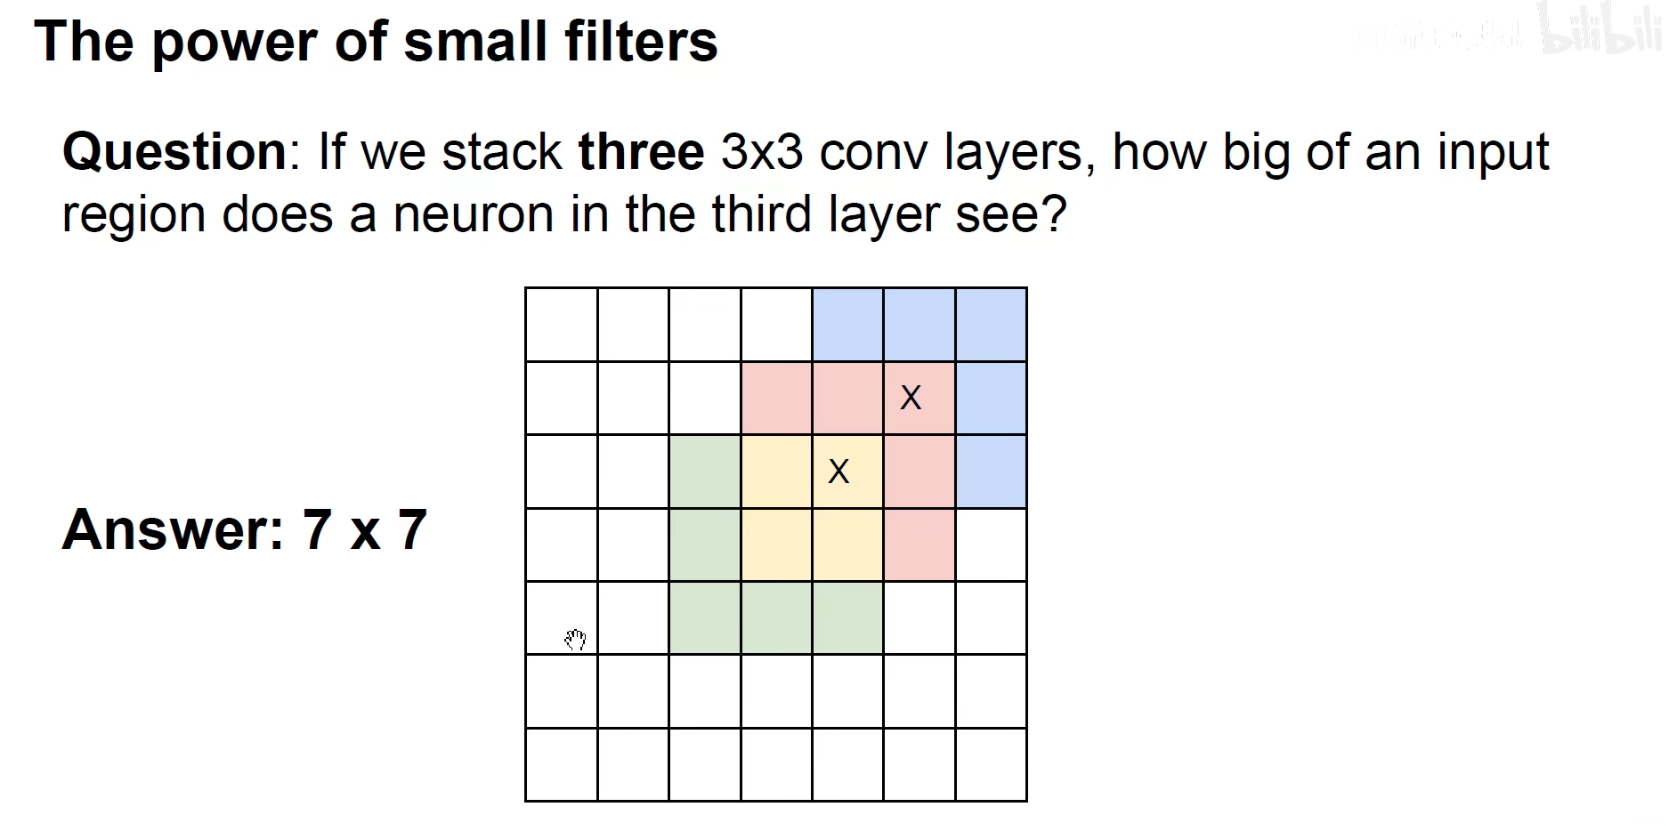 The power of small filters
bilibili
Question: If we stack three 3x3 conv layers, how big of an input
region does a neuron in the third layer see?
X
X
Answer: 7 x 7